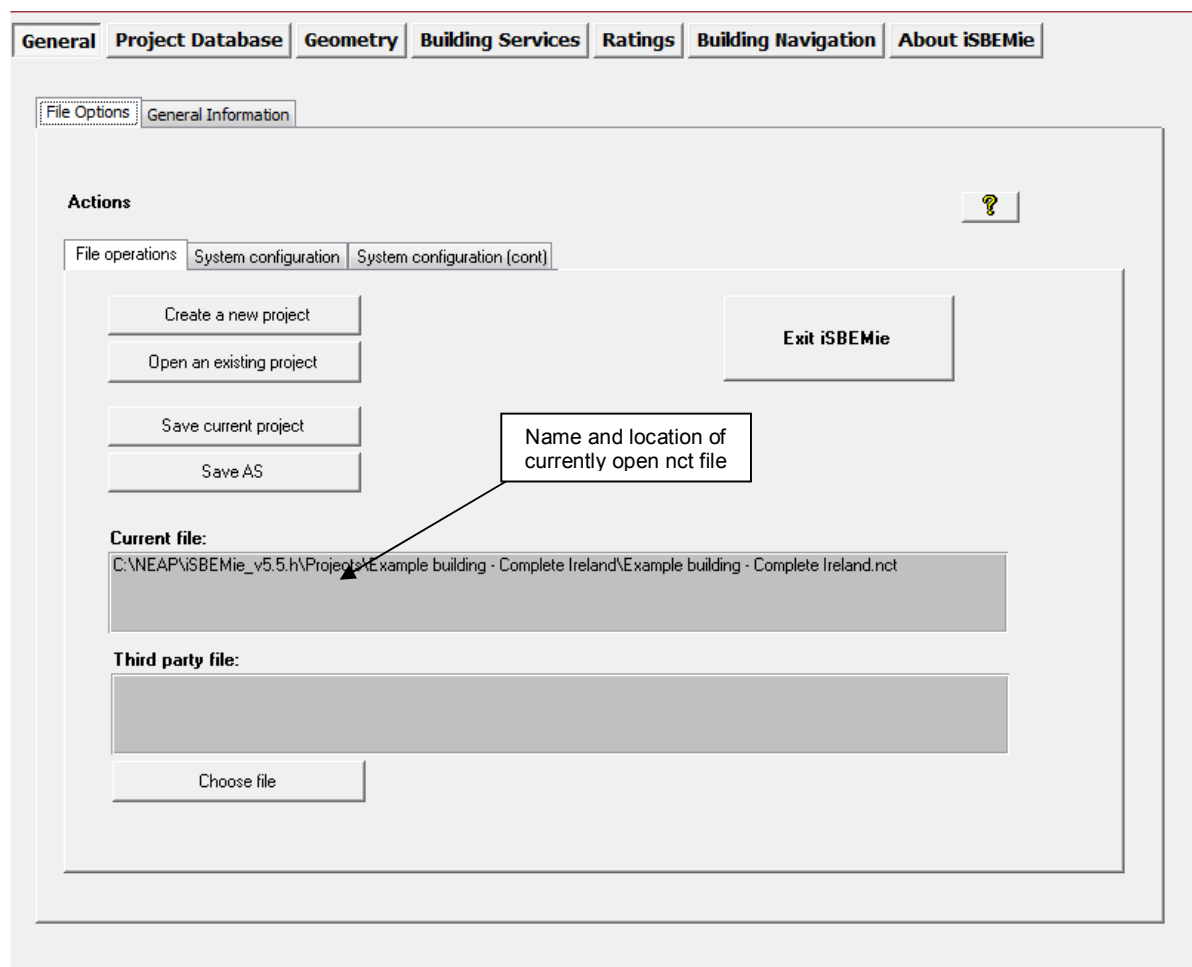 General Project Database Geometry Building Services Ratings Building Navigation About iSBEMie
File Options General Information
Actions
?
File operations System configuration System configuration (cont)
Create a new project
Exit iSBEMie
Open an existing project
Save current project
Name and location of
currently open nct file
Save AS
Current file:
C:\NEAP\iSBEMie_v5.5.h\Projects\Example building - Complete Ireland\Example building - Complete Ireland.nct
Third party file:
Choose file